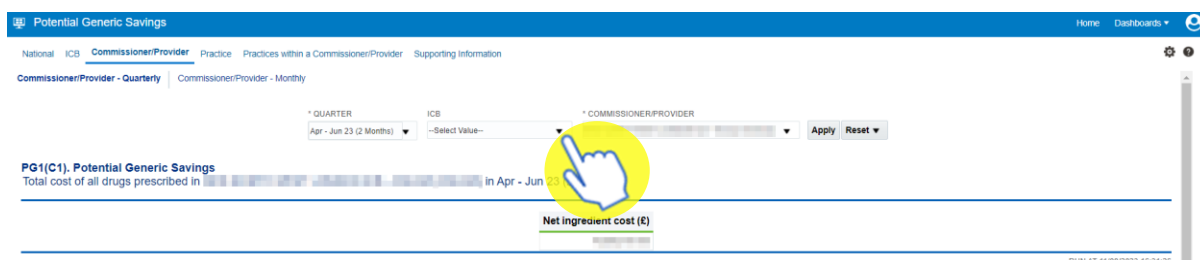 Potential Generic Savings Home Dashboards
National ICB Commissioner/Provider Practice Practices within a Commissioner/Provider Supporting Information
Commissioner/Provider - Quarterly Commissioner/Provider - Monthly
* QUARTER ICB * COMMISSIONER/PROVIDER
Apr - Jun 23 (2 Months) --Select Value-- Apply Reset
PG1(C1). Potential Generic Savings
Total cost of all drugs prescribed in in Apr - Jun 23
Net ingredient cost (£)